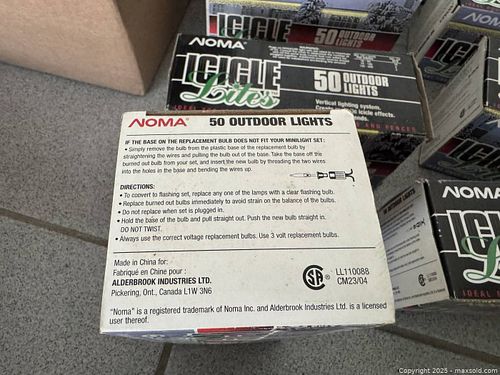 ICICLE
50 OUTDOOR
LIGHTS
NOMA
ICICLE
Lites
50 OUTDOOR
LIGHTS
Vertical lighting system.
NOMA 50 OUTDOOR LIGHTS
IF THE BASE ON THE REPLACEMENT BULB DOES NOT FIT YOUR MINILIGHT SET:
• Simply remove the bulb from the plastic base of the replacement bulb by
straightening the wires and pulling the bulb out of the base. Take the base off the
burned out bulb from your set, and insert the new bulb by threading the two wires
into the holes in the base and bending the wires up.
DIRECTIONS:
• To convert to flashing set, replace any one of the lamps with a clear flashing bulb.
• Replace burned out bulbs immediately to avoid strain on the balance of the bulbs.
• Do not replace when set is plugged in.
• Hold the base of the bulb and pull straight out. Push the new bulb straight in.
DO NOT TWIST.
• Always use the correct voltage replacement bulbs. Use 3 volt replacement bulbs.
Made in China for:
Fabriqué en Chine pour :
ALDERBROOK INDUSTRIES LTD.
Pickering, Ont., Canada L1W 3N6
LL110088
CM23/04
"Noma" is a registered trademark of Noma Inc. and Alderbrook Industries Ltd. is a licensed
user thereof.
NOMA
ICICLE
IDEAL
Copyright © 2025 - maxsold.com